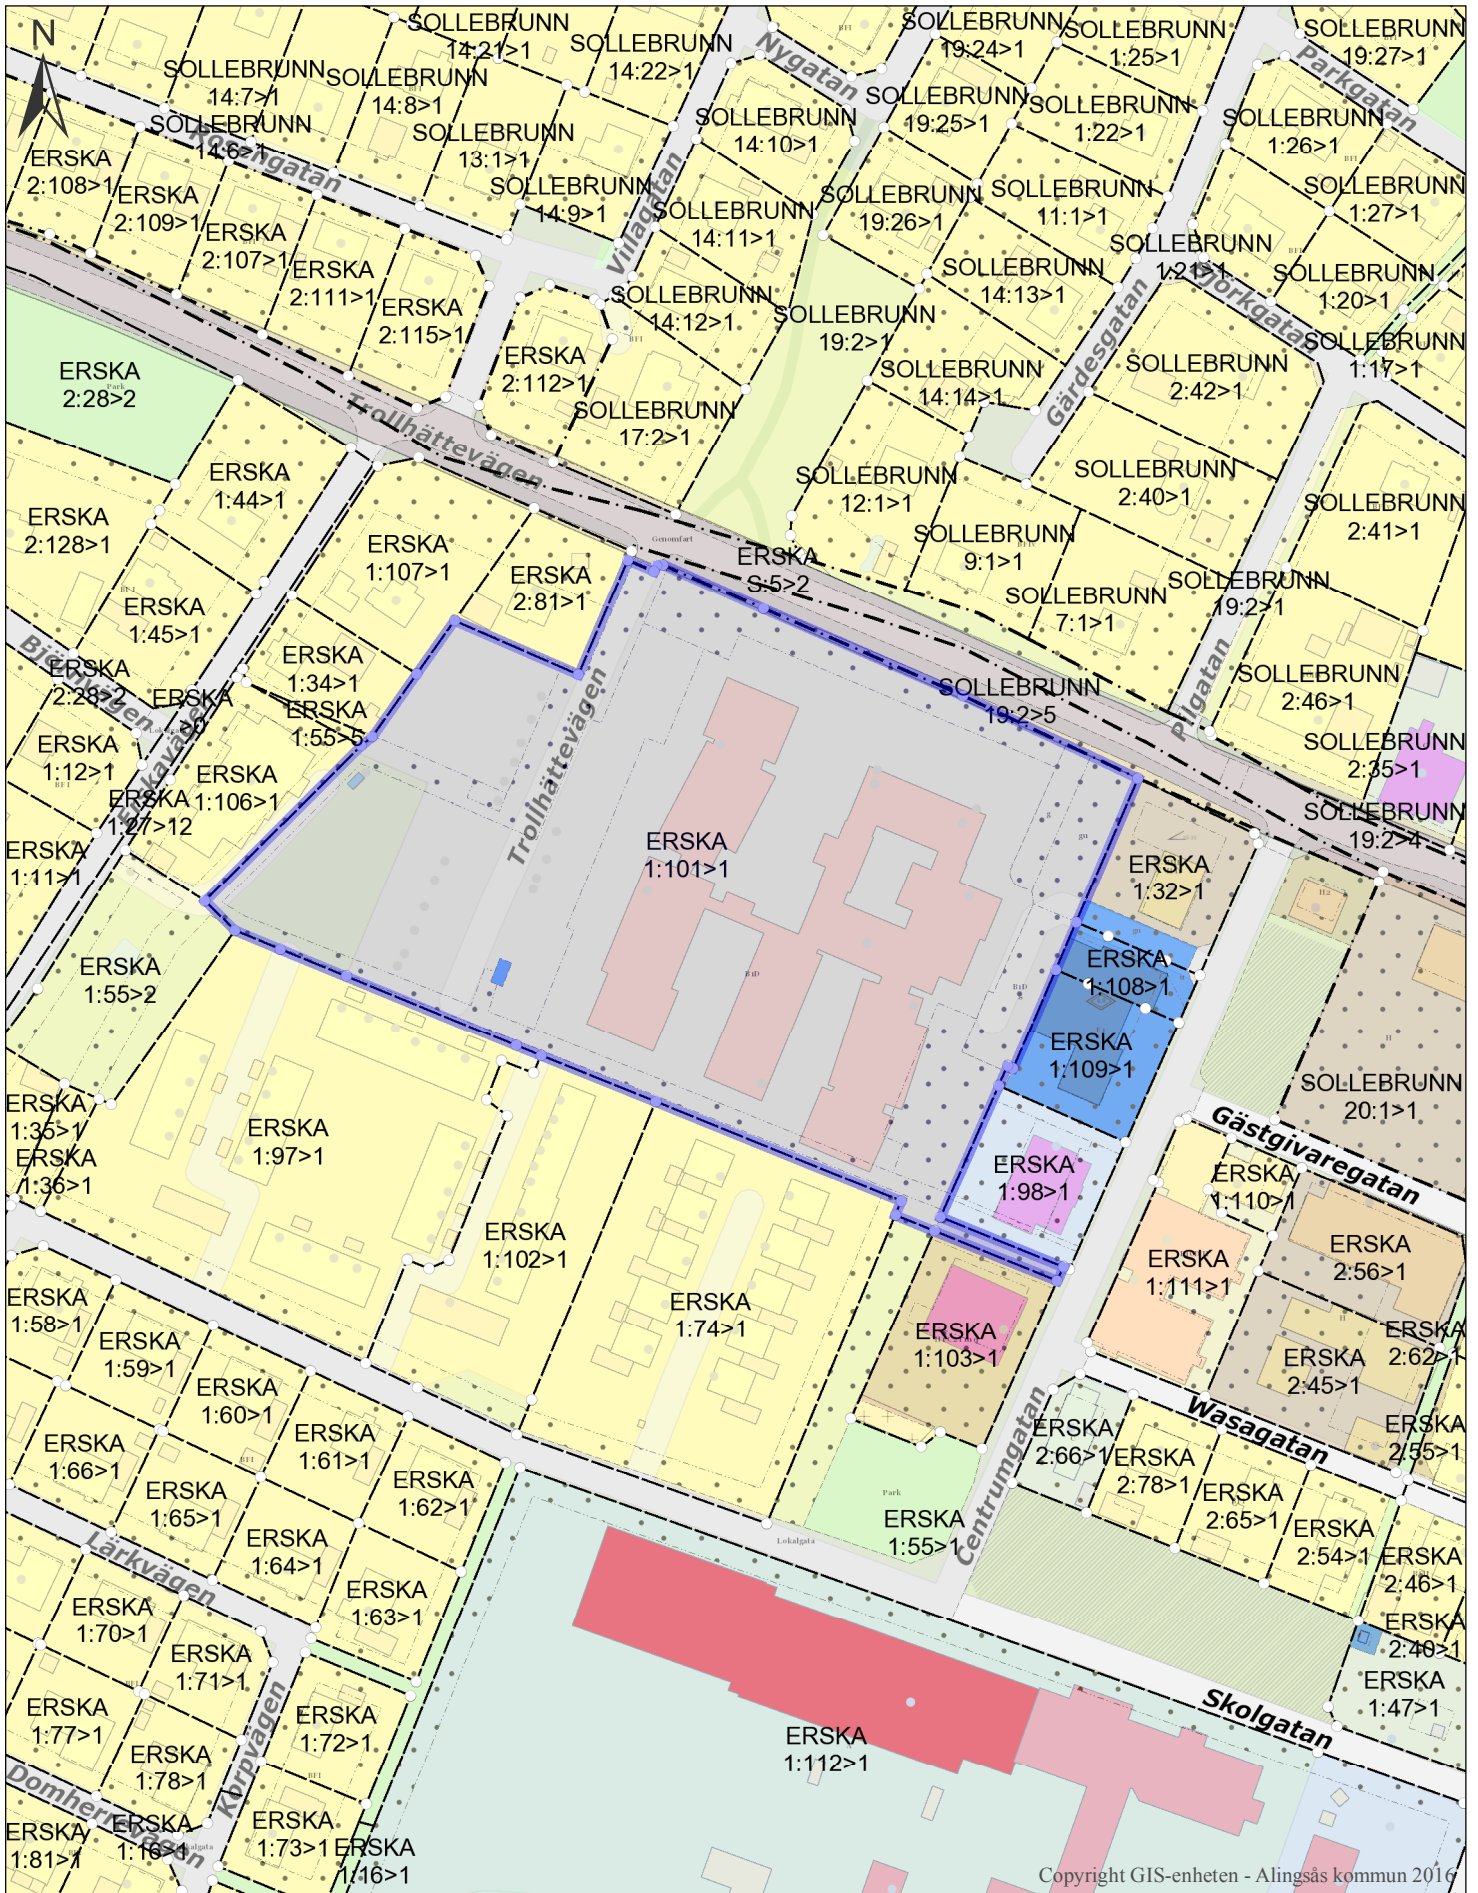 N
SOLLEBRUNN
14:21>1
SOLLEBRUNN
14:22>1
SOLLEBRUNN
19:24>1
SOLLEBRUNN
1:25>1
SOLLEBRUNN
19:27>1
Nygatan
Parkgatan
SOLLEBRUNN
14:7>1
SOLLEBRUNN
14:8>1
SOLLEBRUNN
19:25>1
SOLLEBRUNN
1:22>1
SOLLEBRUNN
1:26>1
SOLLEBRUNN
14:6>1
SOLLEBRUNN
13:1>1
SOLLEBRUNN
14:10>1
ERSKA
2:108>1
ERSKA
2:109>1
SOLLEBRUNN
14:9>1
Villagatan
SOLLEBRUNN
14:11>1
SOLLEBRUNN
19:26>1
SOLLEBRUNN
11:1>1
SOLLEBRUNN
1:27>1
ERSKA
2:107>1
ERSKA
2:111>1
ERSKA
2:115>1
SOLLEBRUNN
14:12>1
SOLLEBRUNN
14:13>1
SOLLEBRUNN
1:21>1
SOLLEBRUNN
1:20>1
Björkgatan
SOLLEBRUNN
19:2>1
Gärdesgatan
SOLLEBRUNN
1:17>1
ERSKA
2:28>2
Park
ERSKA
2:112>1
SOLLEBRUNN
17:2>1
SOLLEBRUNN
14:14>1
SOLLEBRUNN
2:42>1
Trollhättevägen
ERSKA
1:44>1
SOLLEBRUNN
12:1>1
SOLLEBRUNN
2:40>1
SOLLEBRUNN
2:41>1
ERSKA
2:128>1
ERSKA
1:107>1
ERSKA
2:81>1
Genomfart
ERSKA
S:5>2
SOLLEBRUNN
9:1>1
SOLLEBRUNN
7:1>1
SOLLEBRUNN
19:2>1
ERSKA
1:45>1
Björnvägen
ERSKA
2:28>2
ERSKA
>3
ERSKA
1:34>1
ERSKA
1:55>5
Trollhättevägen
SOLLEBRUNN
19:2>5
Pilgatan
SOLLEBRUNN
2:46>1
SOLLEBRUNN
2:35>1
ERSKA
1:12>1
Erskavägen
ERSKA
1:106>1
ERSKA
1:27>12
SOLLEBRUNN
19:2>4
ERSKA
1:11>1
ERSKA
1:101>1
ERSKA
1:32>1
ERSKA
1:55>2
ERSKA
1:108>1
ERSKA
1:109>1
SOLLEBRUNN
20:1>1
ERSKA
1:35>1
ERSKA
1:36>1
ERSKA
1:97>1
Gästgivaregatan
ERSKA
1:98>1
ERSKA
1:110>1
ERSKA
1:102>1
ERSKA
1:111>1
ERSKA
2:56>1
ERSKA
1:58>1
ERSKA
1:59>1
ERSKA
1:74>1
ERSKA
1:103>1
ERSKA
2:62>1
ERSKA
2:45>1
ERSKA
1:60>1
ERSKA
1:61>1
Wasagatan
Centrumgatan
ERSKA
2:66>1
ERSKA
2:55>1
ERSKA
1:66>1
ERSKA
1:65>1
ERSKA
1:62>1
ERSKA
2:78>1
ERSKA
2:65>1
Park
ERSKA
1:55>1
ERSKA
1:64>1
ERSKA
2:54>1
ERSKA
2:46>1
Lokalgata
Lärkvägen
ERSKA
1:63>1
ERSKA
1:70>1
ERSKA
2:40>1
ERSKA
1:71>1
ERSKA
1:47>1
ERSKA
1:77>1
ERSKA
1:72>1
Skolgatan
ERSKA
1:112>1
ERSKA
1:78>1
Korpvägen
Domherrevägen
ERSKA
1:81>1
ERSKA
1:16>1
ERSKA
1:73>1
ERSKA
1:16>1
Copyright GIS-enheten - Alingsås kommun 2016